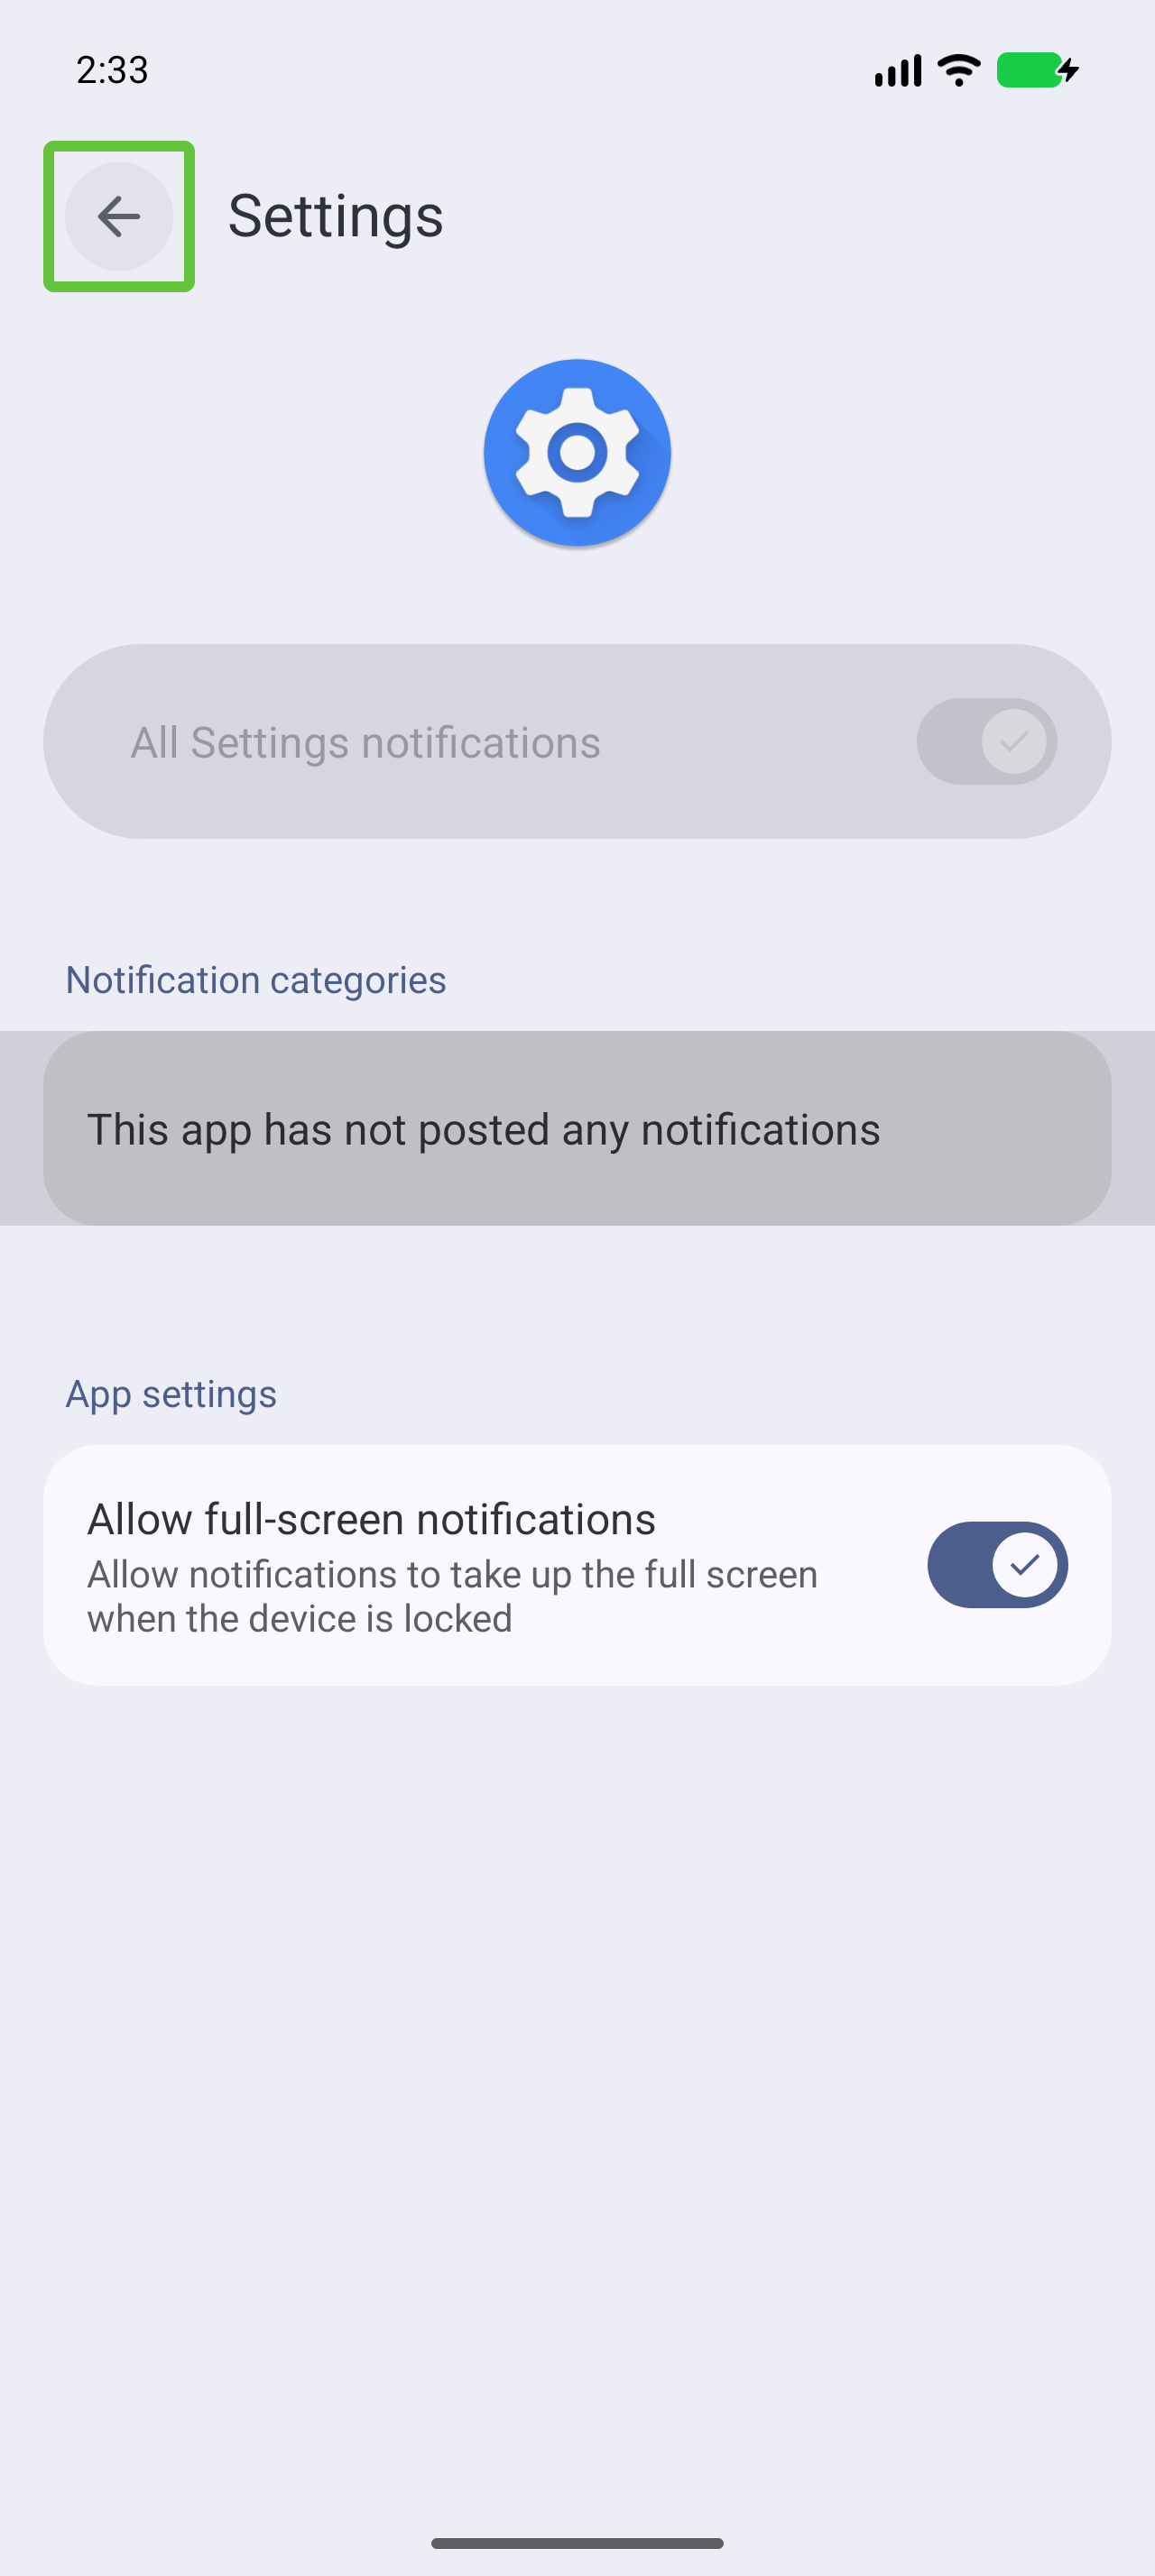 2:33
Settings
All Settings notifications
Notification categories
This app has not posted any notifications
App settings
Allow full-screen notifications
Allow notifications to take up the full screen
when the device is locked